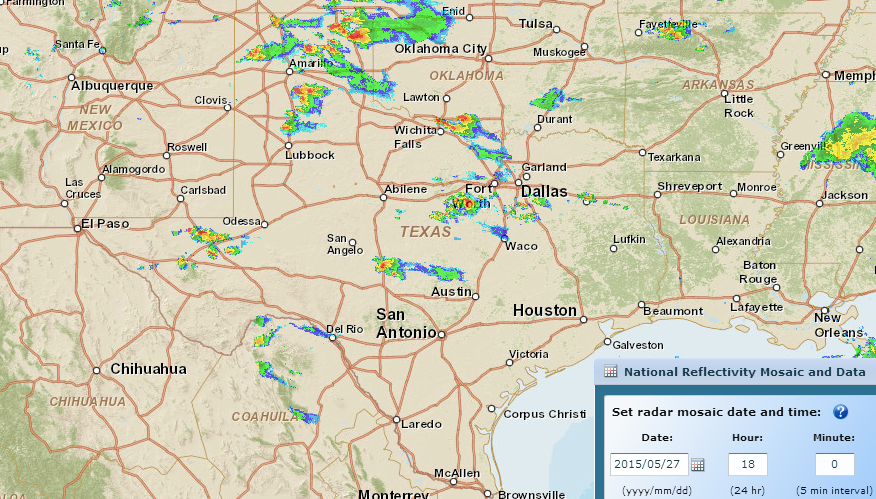 Farmington
Enid
Tulsa
Fayetteville
Santa Fe
Oklahoma City
Muskogee
Amarillo
OKLAHOMA
Albuquerque
ARKANSAS
Memph
Clovis
Lawton
Little
Rock
NEW
MEXICO
Durant
Wichita
Falls
Greenvill
Roswell
Lubbock
Texarkana
MISSISSIP
Alamogordo
Garland
Las
Cruces
Carlsbad
Abilene
Fort
Worth
Dallas
Shreveport
Monroe
Jackson
El Paso
Odessa
TEXAS
LOUISIANA
San
Angelo
Waco
Lufkin
Alexandria
Baton
Rouge
Austin
San
Antonio
Houston
Beaumont
Lafayette
New
Orleans
Del Rio
Galveston
Victoria
Chihuahua
National Reflectivity Mosaic and Data
CHIHUAHUA
COAHUILA
Corpus Christi
Set radar mosaic date and time: ?
Laredo
Date: Hour: Minute:
2015/05/27 18 0
McAllen
(yyyy/mm/dd) (24 hr) (5 min interval)
Monterrey
Brownsville